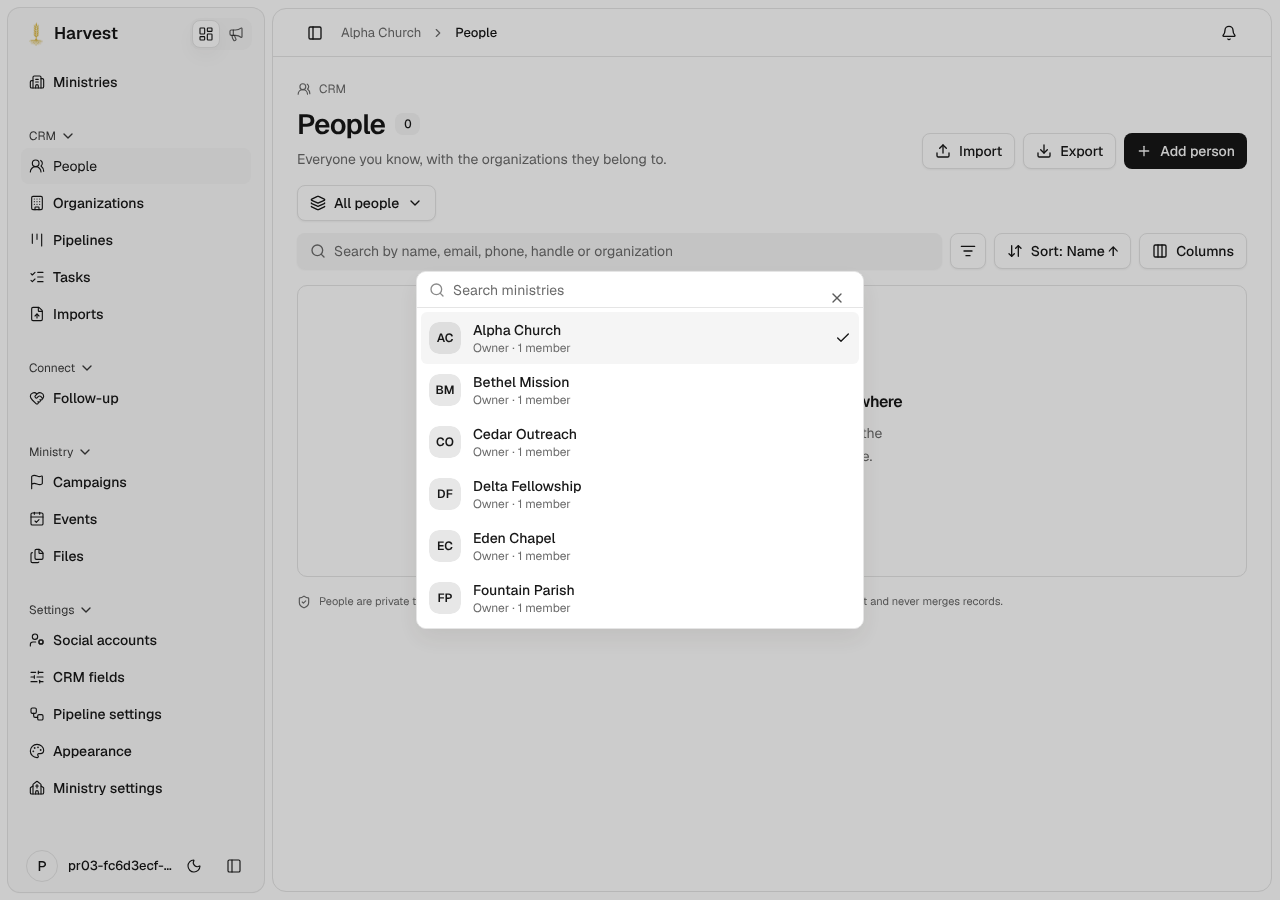 Harvest
Ministries
CRM
People
Organizations
Pipelines
Tasks
Imports
Connect
Follow-up
Ministry
Campaigns
Events
Files
Settings
Social accounts
CRM fields
Pipeline settings
Appearance
Ministry settings
P pr03-fc6d3ecf-...
Alpha Church > People
CRM
People 0
Everyone you know, with the organizations they belong to.
Import Export + Add person
All people
Search by name, email, phone, handle or organization
Sort: Name ↑ Columns
Search ministries
AC Alpha Church
Owner · 1 member
BM Bethel Mission
Owner · 1 member
CO Cedar Outreach
Owner · 1 member
DF Delta Fellowship
Owner · 1 member
EC Eden Chapel
Owner · 1 member
FP Fountain Parish
Owner · 1 member
the
People are private
and never merges records.